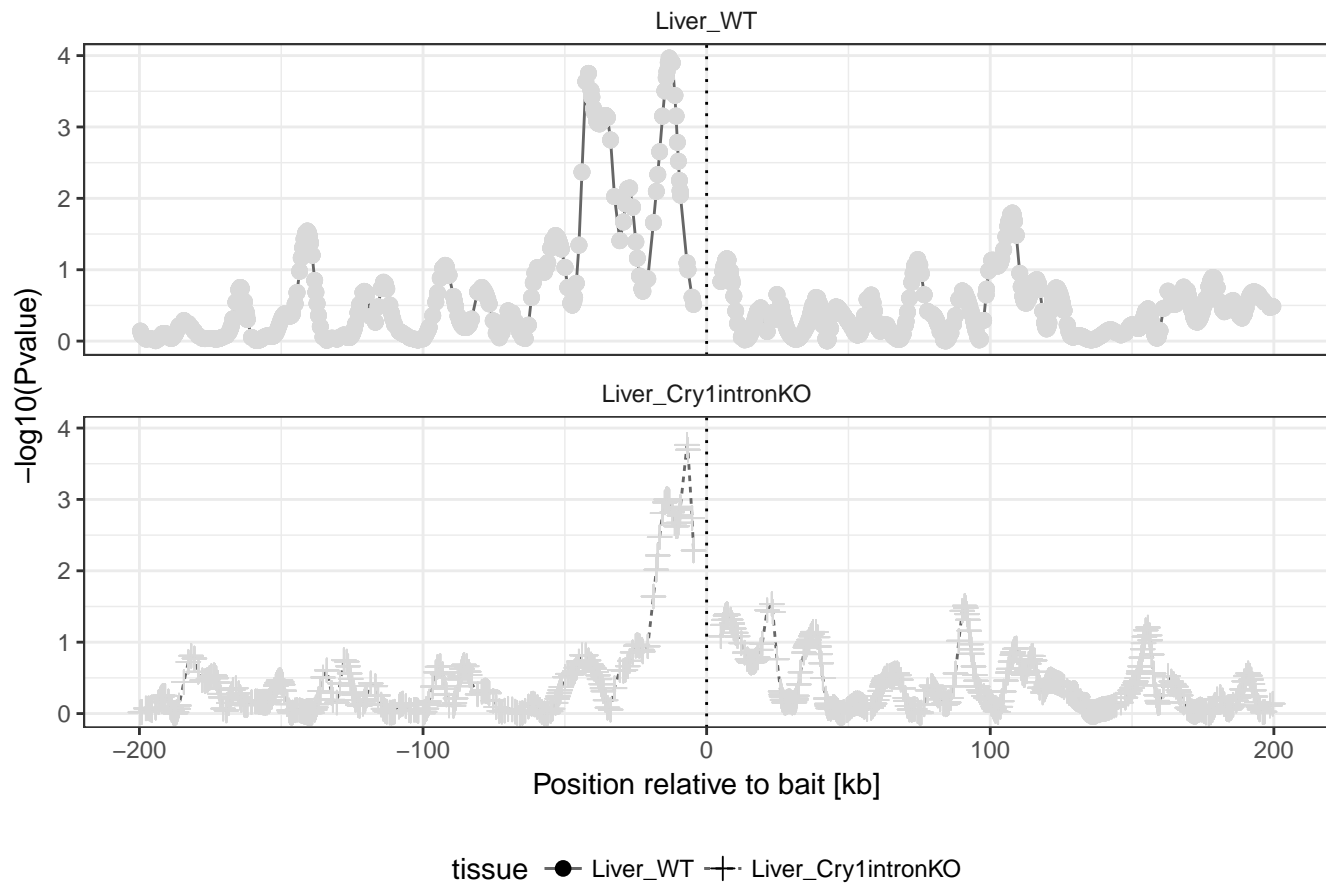 Liver_WT
4
3
2
1
0
Liver_Cry1intronKO
4
3
2
1
0
−log10(Pvalue)
−200 −100 0 100 200
Position relative to bait [kb]
tissue Liver_WT Liver_Cry1intronKO